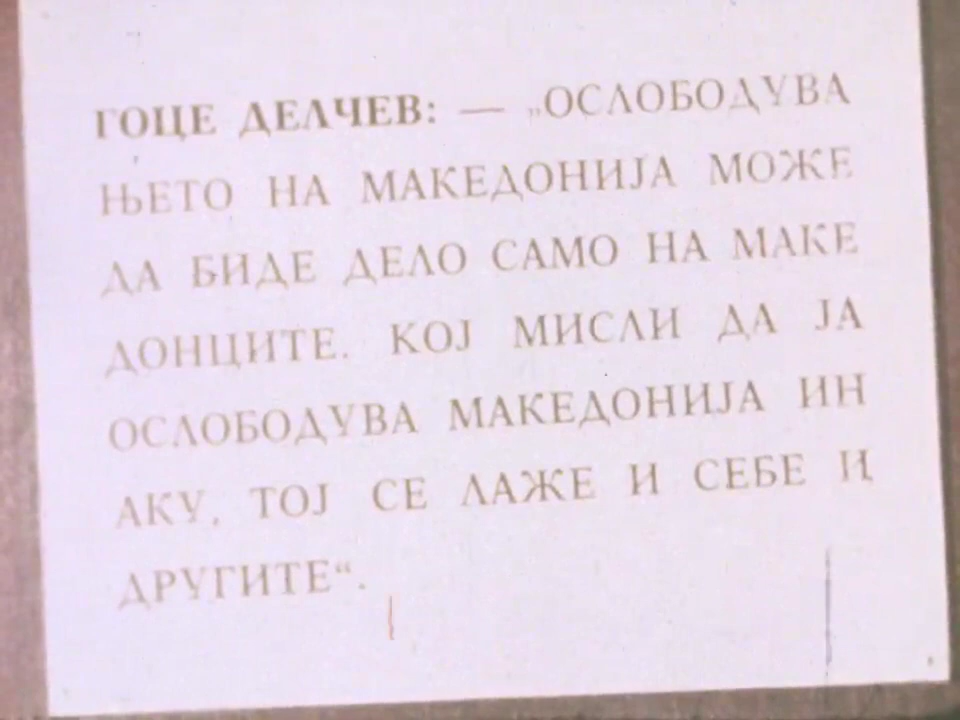 ГОЦЕ ДЕЛЧЕВ: — „ОСЛОБОДУВА
ЊЕТО НА МАКЕДОНИЈА МОЖЕ
ДА БИДЕ ДЕЛО САМО НА МАКЕ
ДОНЦИТЕ. КОЈ МИСЛИ ДА ЈА
ОСЛОБОДУВА МАКЕДОНИЈА ИН
АКУ, ТОЈ СЕ ЛАЖЕ И СЕБЕ И
ДРУГИТЕ“.